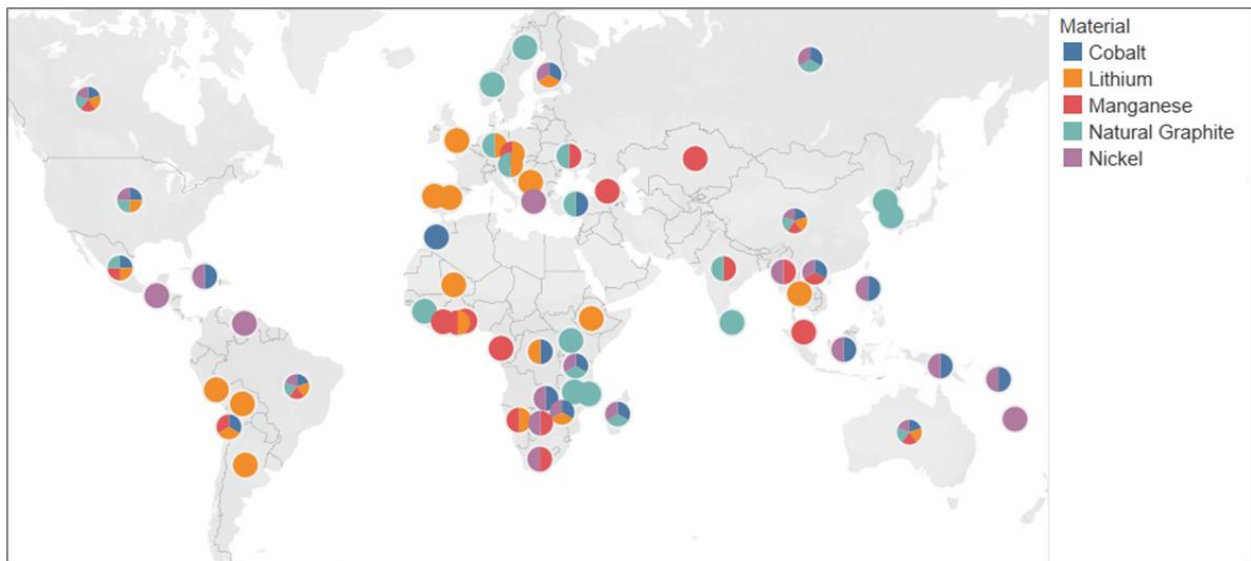 Material
Cobalt
Lithium
Manganese
Natural Graphite
Nickel